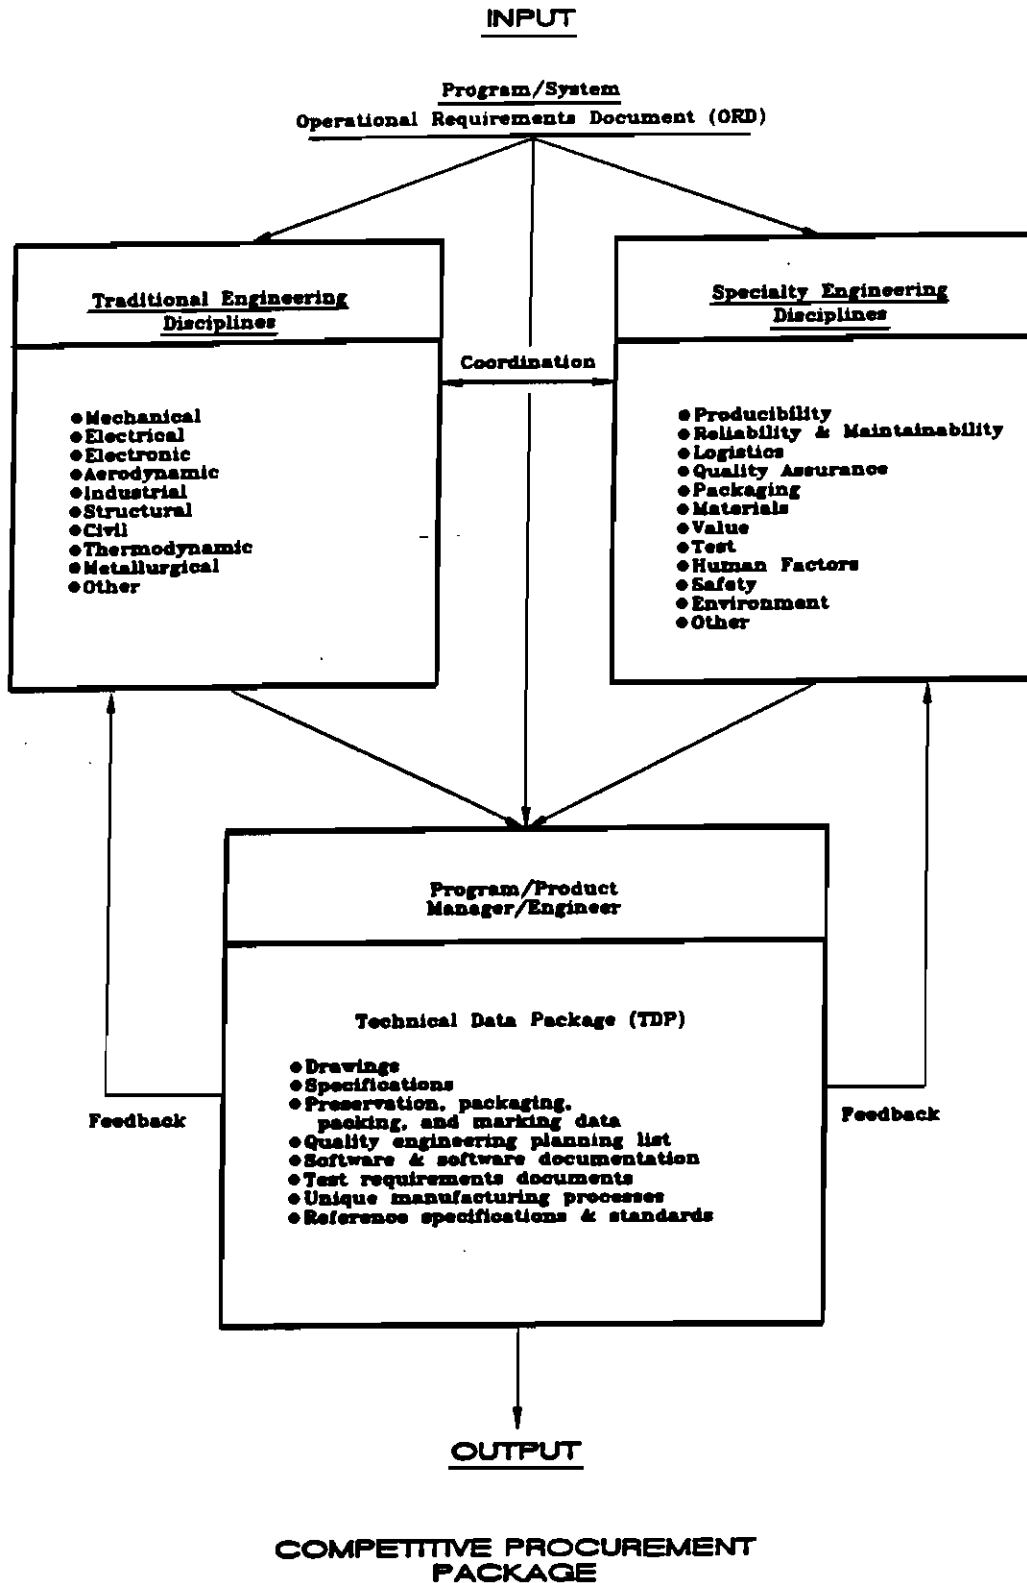 INPUT
Program/System
Operational Requirements Document (ORD)
Traditional Engineering
Disciplines
●Mechanical
●Electrical
●Electronic
●Aerodynamic
●Industrial
●Structural
●Civil
●Thermodynamic
●Metallurgical
●Other
Coordination
Specialty Engineering
Disciplines
●Producibility
●Reliability & Maintainability
●Logistics
●Quality Assurance
●Packaging
●Materials
●Value
●Test
●Human Factors
●Safety
●Environment
●Other
Program/Product
Manager/Engineer
Technical Data Package (TDP)
●Drawings
●Specifications
●Preservation, packaging,
packing, and marking data
●Quality engineering planning list
●Software & software documentation
●Test requirements documents
●Unique manufacturing processes
●Reference specifications & standards
Feedback
Feedback
OUTPUT
COMPETITIVE PROCUREMENT
PACKAGE